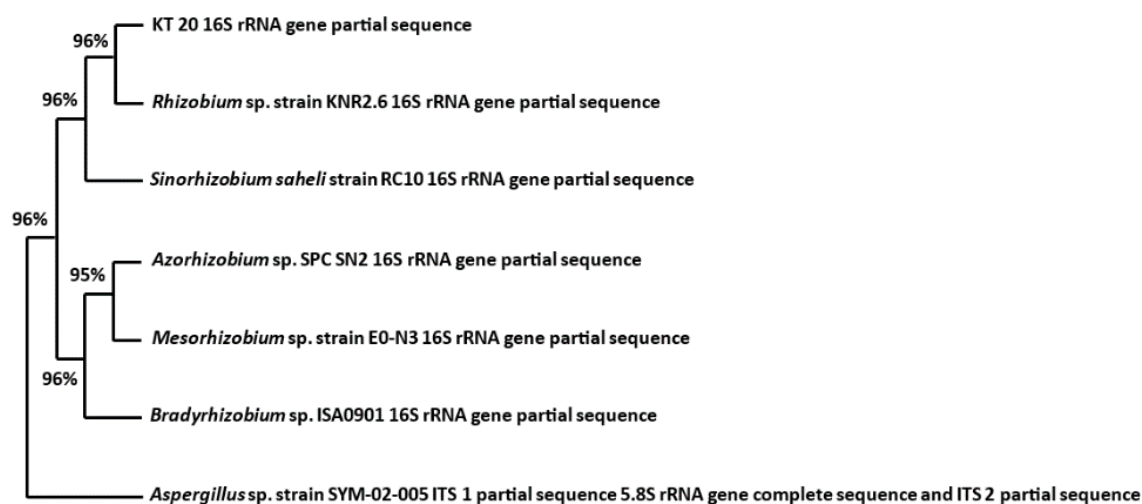 96%
KT 20 16S rRNA gene partial sequence
96%
Rhizobium sp. strain KNR2.6 16S rRNA gene partial sequence
Sinorhizobium saheli strain RC10 16S rRNA gene partial sequence
96%
95%
Azorhizobium sp. SPC SN2 16S rRNA gene partial sequence
Mesorhizobium sp. strain E0-N3 16S rRNA gene partial sequence
96%
Bradyrhizobium sp. ISA0901 16S rRNA gene partial sequence
Aspergillus sp. strain SYM-02-005 ITS 1 partial sequence 5.8S rRNA gene complete sequence and ITS 2 partial sequence